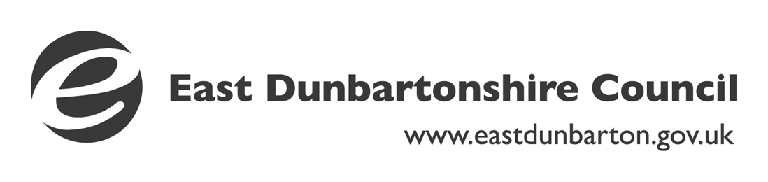 East Dunbartonshire Council
www.eastdunbarton.gov.uk